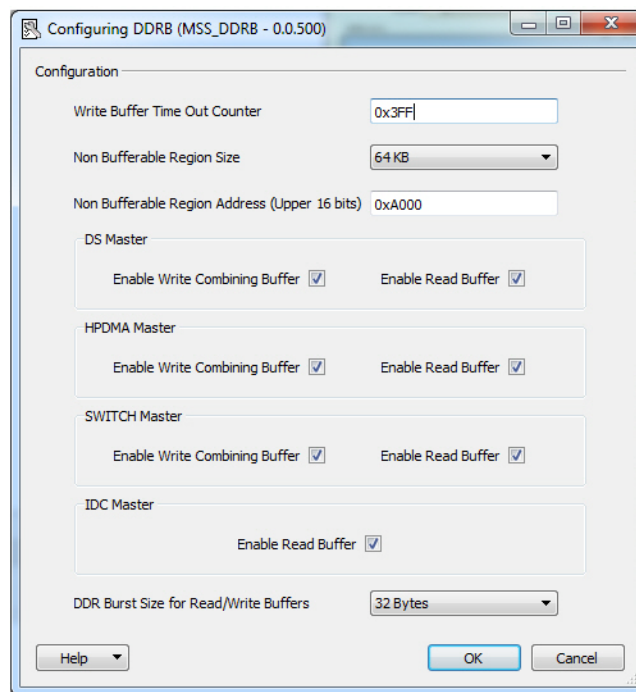 Configuring DDRB (MSS_DDRB - 0.0.500)
Configuration
Write Buffer Time Out Counter 0x3FF
Non Bufferable Region Size 64 KB
Non Bufferable Region Address (Upper 16 bits) 0xA000
DS Master
Enable Write Combining Buffer Enable Read Buffer
HPDMA Master
Enable Write Combining Buffer Enable Read Buffer
SWITCH Master
Enable Write Combining Buffer Enable Read Buffer
IDC Master
Enable Read Buffer
DDR Burst Size for Read/Write Buffers 32 Bytes
Help OK Cancel